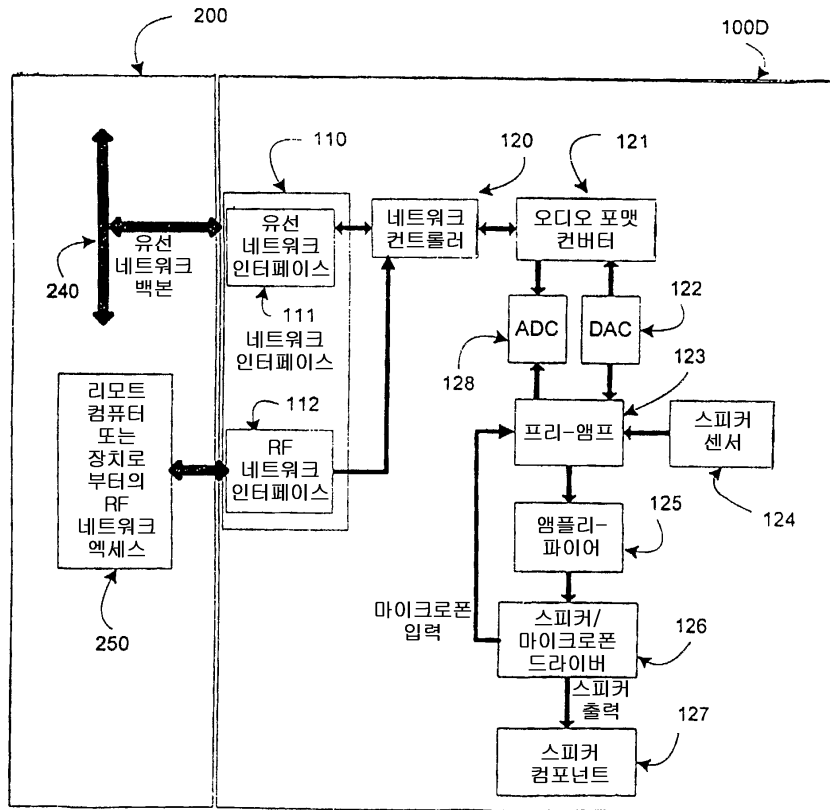 200
100D
110
120
121
유선
네트워크
인터페이스
네트워크
컨트롤러
오디오 포맷
컨버터
유선
네트워크
백본
240
111
네트워크
인터페이스
ADC
DAC
122
128
123
리모트
컴퓨터
또는
장치로
부터의
RF
네트워크
엑세스
250
112
RF
네트워크
인터페이스
프리-앰프
스피커
센서
124
앰플리-
파이어
125
마이크로폰
입력
스피커/
마이크로폰
드라이버
126
스피커
출력
스피커
컴포넌트
127